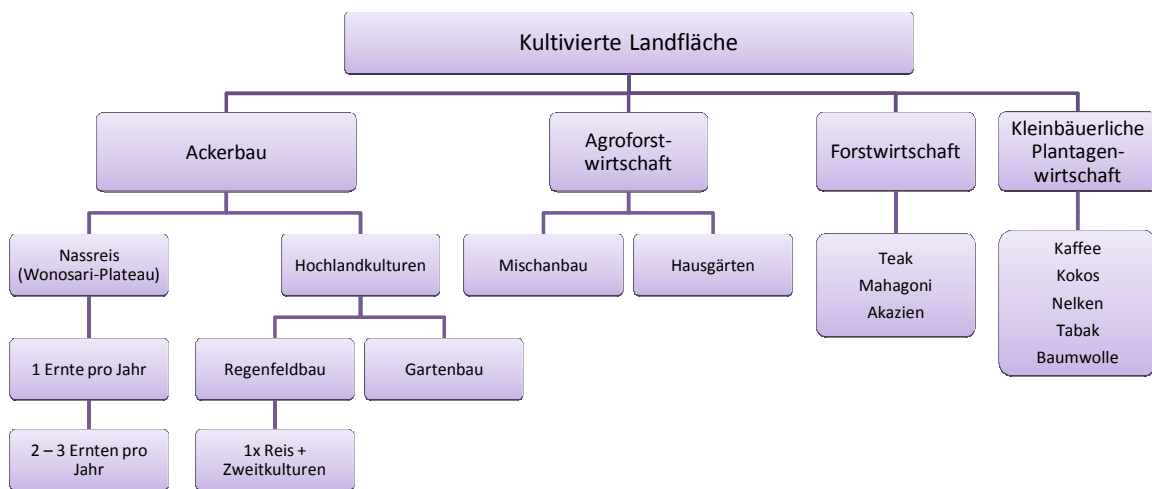 Kultivierte Landfläche
Ackerbau
Agroforst-
wirtschaft
Forstwirtschaft
Kleinbäuerliche
Plantagen-
wirtschaft
Nassreis
(Wonosari-Plateau)
Hochlandkulturen
Mischanbau
Hausgärten
Teak
Mahagoni
Akazien
Kaffee
Kokos
Nelken
Tabak
Baumwolle
1 Ernte pro Jahr
Regenfeldbau
Gartenbau
2 – 3 Ernten pro
Jahr
1x Reis +
Zweitkulturen